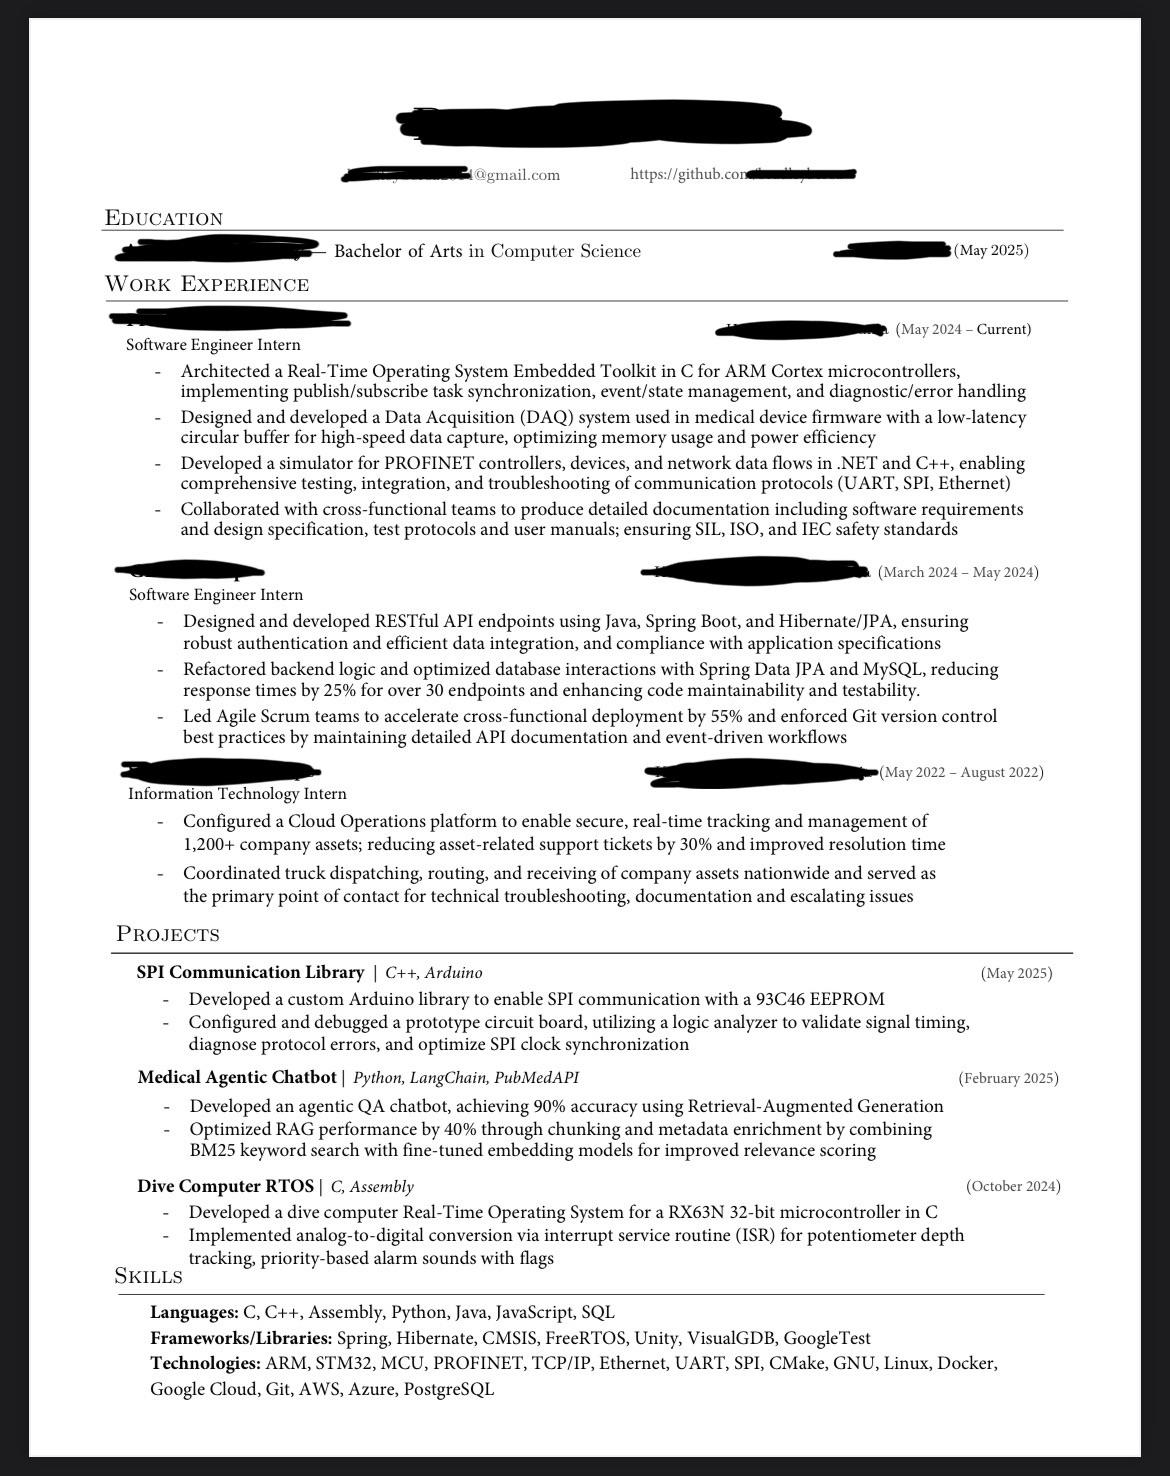 @gmail.com https://github.com
EDUCATION
— Bachelor of Arts in Computer Science (May 2025)
WORK EXPERIENCE
(May 2024 – Current)
Software Engineer Intern
- Architected a Real-Time Operating System Embedded Toolkit in C for ARM Cortex microcontrollers,
implementing publish/subscribe task synchronization, event/state management, and diagnostic/error handling
- Designed and developed a Data Acquisition (DAQ) system used in medical device firmware with a low-latency
circular buffer for high-speed data capture, optimizing memory usage and power efficiency
- Developed a simulator for PROFINET controllers, devices, and network data flows in .NET and C++, enabling
comprehensive testing, integration, and troubleshooting of communication protocols (UART, SPI, Ethernet)
- Collaborated with cross-functional teams to produce detailed documentation including software requirements
and design specification, test protocols and user manuals; ensuring SIL, ISO, and IEC safety standards
(March 2024 – May 2024)
Software Engineer Intern
- Designed and developed RESTful API endpoints using Java, Spring Boot, and Hibernate/JPA, ensuring
robust authentication and efficient data integration, and compliance with application specifications
- Refactored backend logic and optimized database interactions with Spring Data JPA and MySQL, reducing
response times by 25% for over 30 endpoints and enhancing code maintainability and testability.
- Led Agile Scrum teams to accelerate cross-functional deployment by 55% and enforced Git version control
best practices by maintaining detailed API documentation and event-driven workflows
(May 2022 – August 2022)
Information Technology Intern
- Configured a Cloud Operations platform to enable secure, real-time tracking and management of
1,200+ company assets; reducing asset-related support tickets by 30% and improved resolution time
- Coordinated truck dispatching, routing, and receiving of company assets nationwide and served as
the primary point of contact for technical troubleshooting, documentation and escalating issues
PROJECTS
SPI Communication Library | C++, Arduino (May 2025)
- Developed a custom Arduino library to enable SPI communication with a 93C46 EEPROM
- Configured and debugged a prototype circuit board, utilizing a logic analyzer to validate signal timing,
diagnose protocol errors, and optimize SPI clock synchronization
Medical Agentic Chatbot | Python, LangChain, PubMedAPI (February 2025)
- Developed an agentic QA chatbot, achieving 90% accuracy using Retrieval-Augmented Generation
- Optimized RAG performance by 40% through chunking and metadata enrichment by combining
BM25 keyword search with fine-tuned embedding models for improved relevance scoring
Dive Computer RTOS | C, Assembly (October 2024)
- Developed a dive computer Real-Time Operating System for a RX63N 32-bit microcontroller in C
- Implemented analog-to-digital conversion via interrupt service routine (ISR) for potentiometer depth
tracking, priority-based alarm sounds with flags
SKILLS
Languages: C, C++, Assembly, Python, Java, JavaScript, SQL
Frameworks/Libraries: Spring, Hibernate, CMSIS, FreeRTOS, Unity, VisualGDB, GoogleTest
Technologies: ARM, STM32, MCU, PROFINET, TCP/IP, Ethernet, UART, SPI, CMake, GNU, Linux, Docker,
Google Cloud, Git, AWS, Azure, PostgreSQL